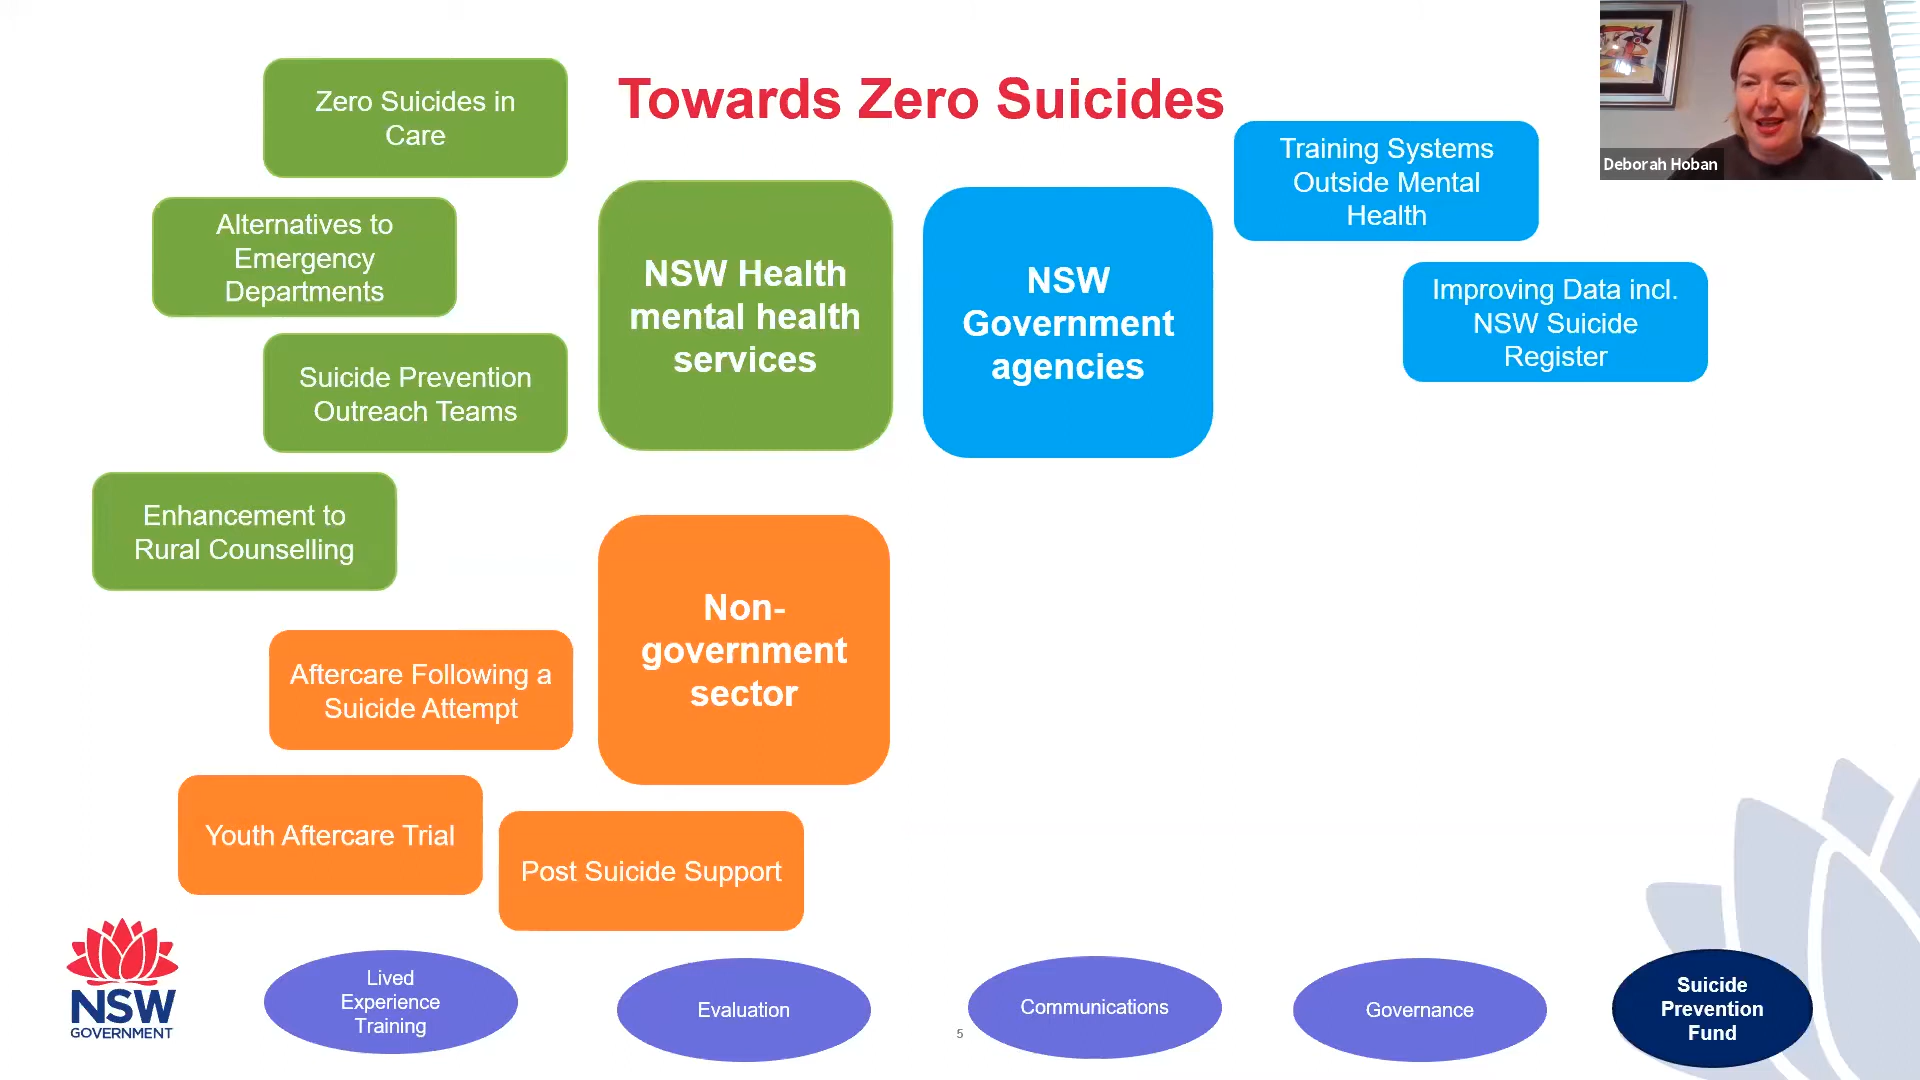 Towards Zero Suicides
Deborah Hoban
Zero Suicides in
Care
Alternatives to
Emergency
Departments
Suicide Prevention
Outreach Teams
Enhancement to
Rural Counselling
NSW Health
mental health
services
NSW
Government
agencies
Training Systems
Outside Mental
Health
Improving Data incl.
NSW Suicide
Register
Non-
government
sector
Aftercare Following a
Suicide Attempt
Youth Aftercare Trial
Post Suicide Support
NSW
GOVERNMENT
Lived
Experience
Training
Evaluation
5
Communications
Governance
Suicide
Prevention
Fund